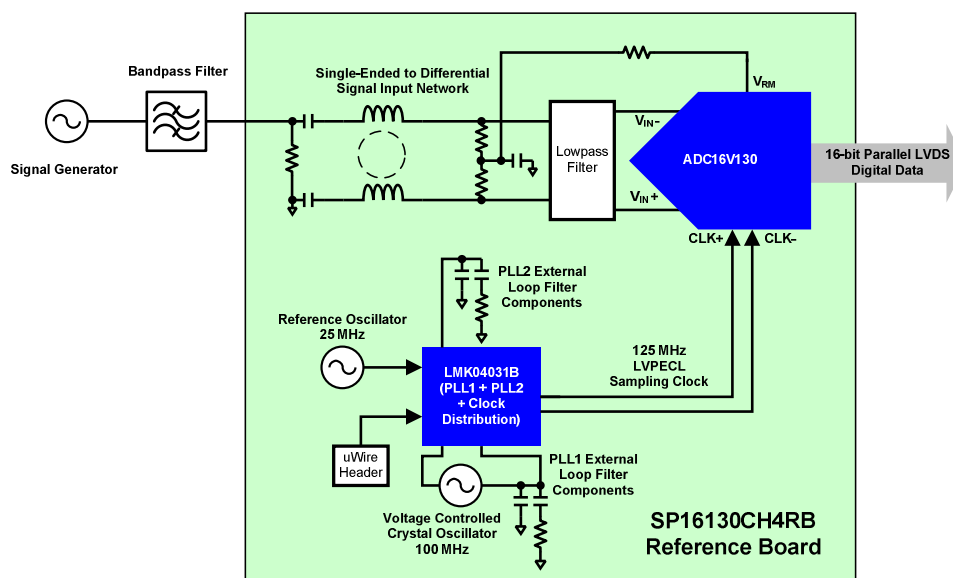 Bandpass Filter
Signal Generator
Single-Ended to Differential
Signal Input Network
Lowpass
Filter
VRM
VIN-
VIN+
ADC16V130
16-bit Parallel LVDS
Digital Data
CLK+
CLK-
PLL2 External
Loop Filter
Components
Reference Oscillator
25 MHz
LMK04031B
(PLL1 + PLL2
+ Clock
Distribution)
125 MHz
LVPECL
Sampling Clock
uWire
Header
PLL1 External
Loop Filter
Components
Voltage Controlled
Crystal Oscillator
100 MHz
SP16130CH4RB
Reference Board